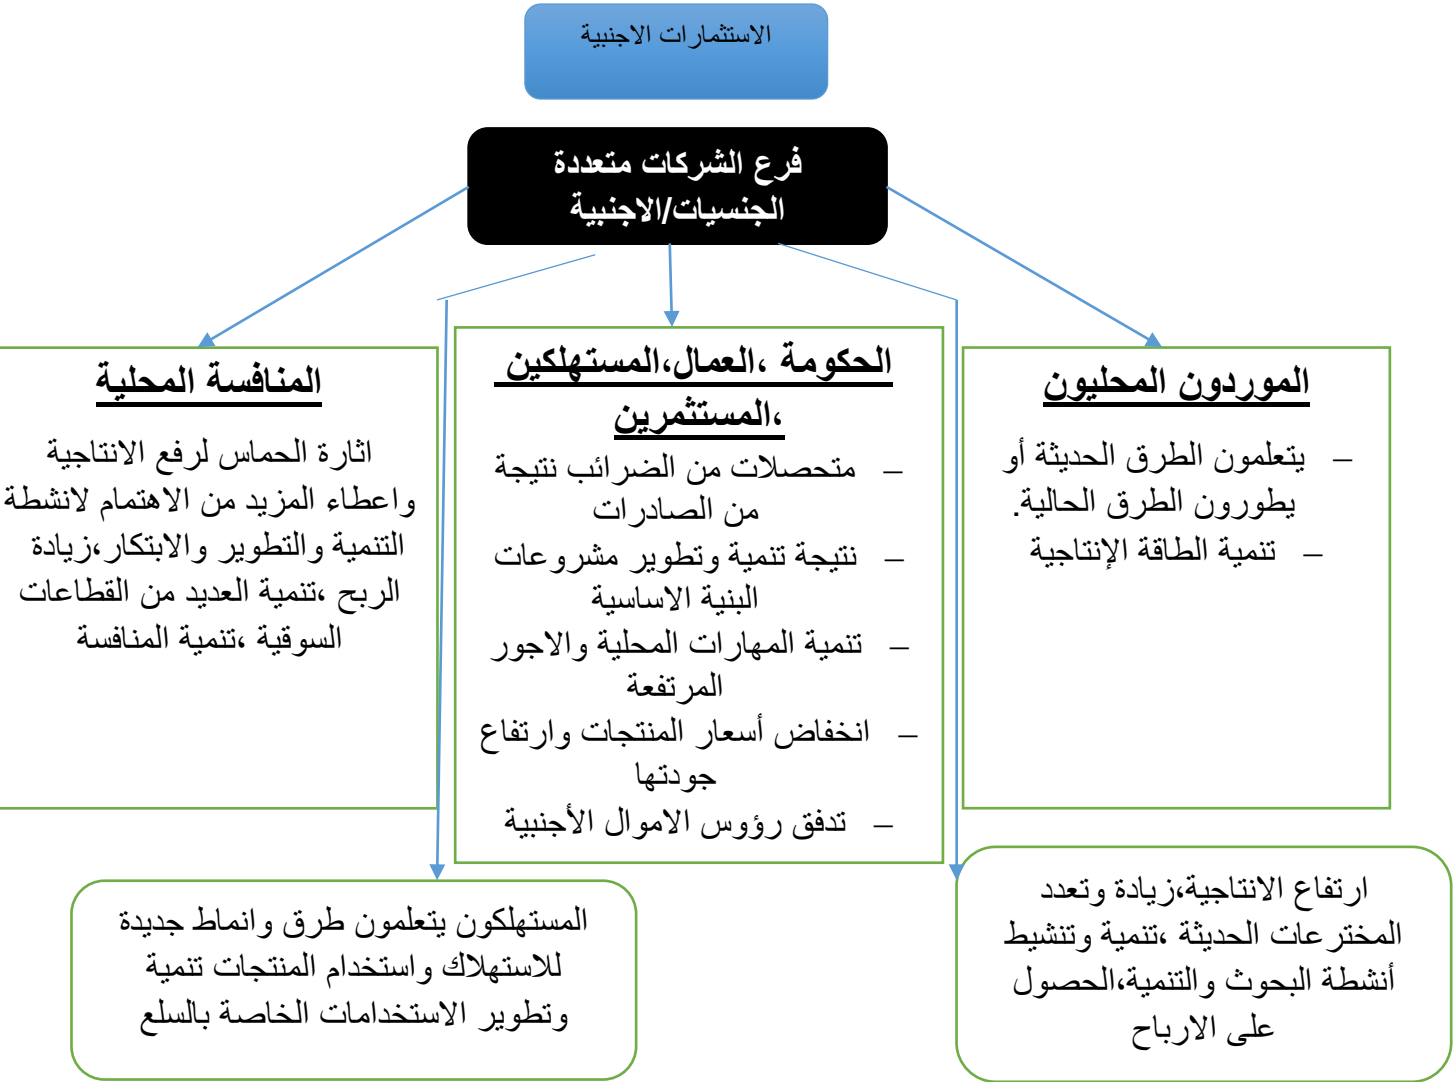 الاستثمارات الاجنبية
فرع الشركات متعددة
الجنسيات/الاجنبية
الموردون المحليون
– يتعلمون الطرق الحديثة أو
يطورون الطرق الحالية.
– تنمية الطاقة الإنتاجية
الحكومة ،العمال،المستهلكين
،المستثمرين
– متحصلات من الضرائب نتيجة
من الصادرات
– نتيجة تنمية وتطوير مشروعات
البنية الاساسية
– تنمية المهارات المحلية والاجور
المرتفعة
– انخفاض أسعار المنتجات وارتفاع
جودتها
– تدفق رؤوس الاموال الأجنبية
المنافسة المحلية
اثارة الحماس لرفع الانتاجية
واعطاء المزيد من الاهتمام لانشطة
التنمية والتطوير والابتكار،زيادة
الربح ،تنمية العديد من القطاعات
السوقية ،تنمية المنافسة
ارتفاع الانتاجية،زيادة وتعدد
المخترعات الحديثة ،تنمية وتنشيط
أنشطة البحوث والتنمية،الحصول
على الارباح
المستهلكون يتعلمون طرق وانماط جديدة
للاستهلاك واستخدام المنتجات تنمية
وتطوير الاستخدامات الخاصة بالسلع